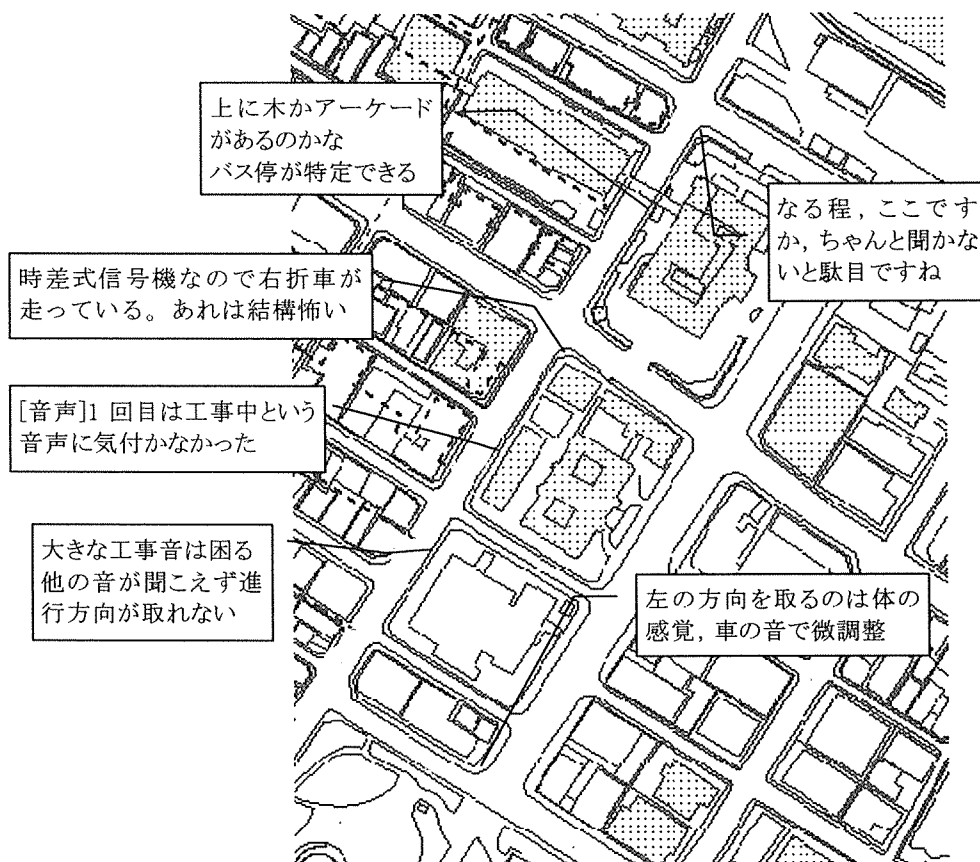 上に木かアーケード
があるのかな
バス停が特定できる
なる程，ここです
か，ちゃんと聞かな
いと駄目ですね
時差式信号機なので右折車が
走っている。あれは結構怖い
[音声]1 回目は工事中という
音声に気付かなかった
大きな工事音は困る
他の音が聞こえず進
行方向が取れない
左の方向を取るのは体の
感覚，車の音で微調整